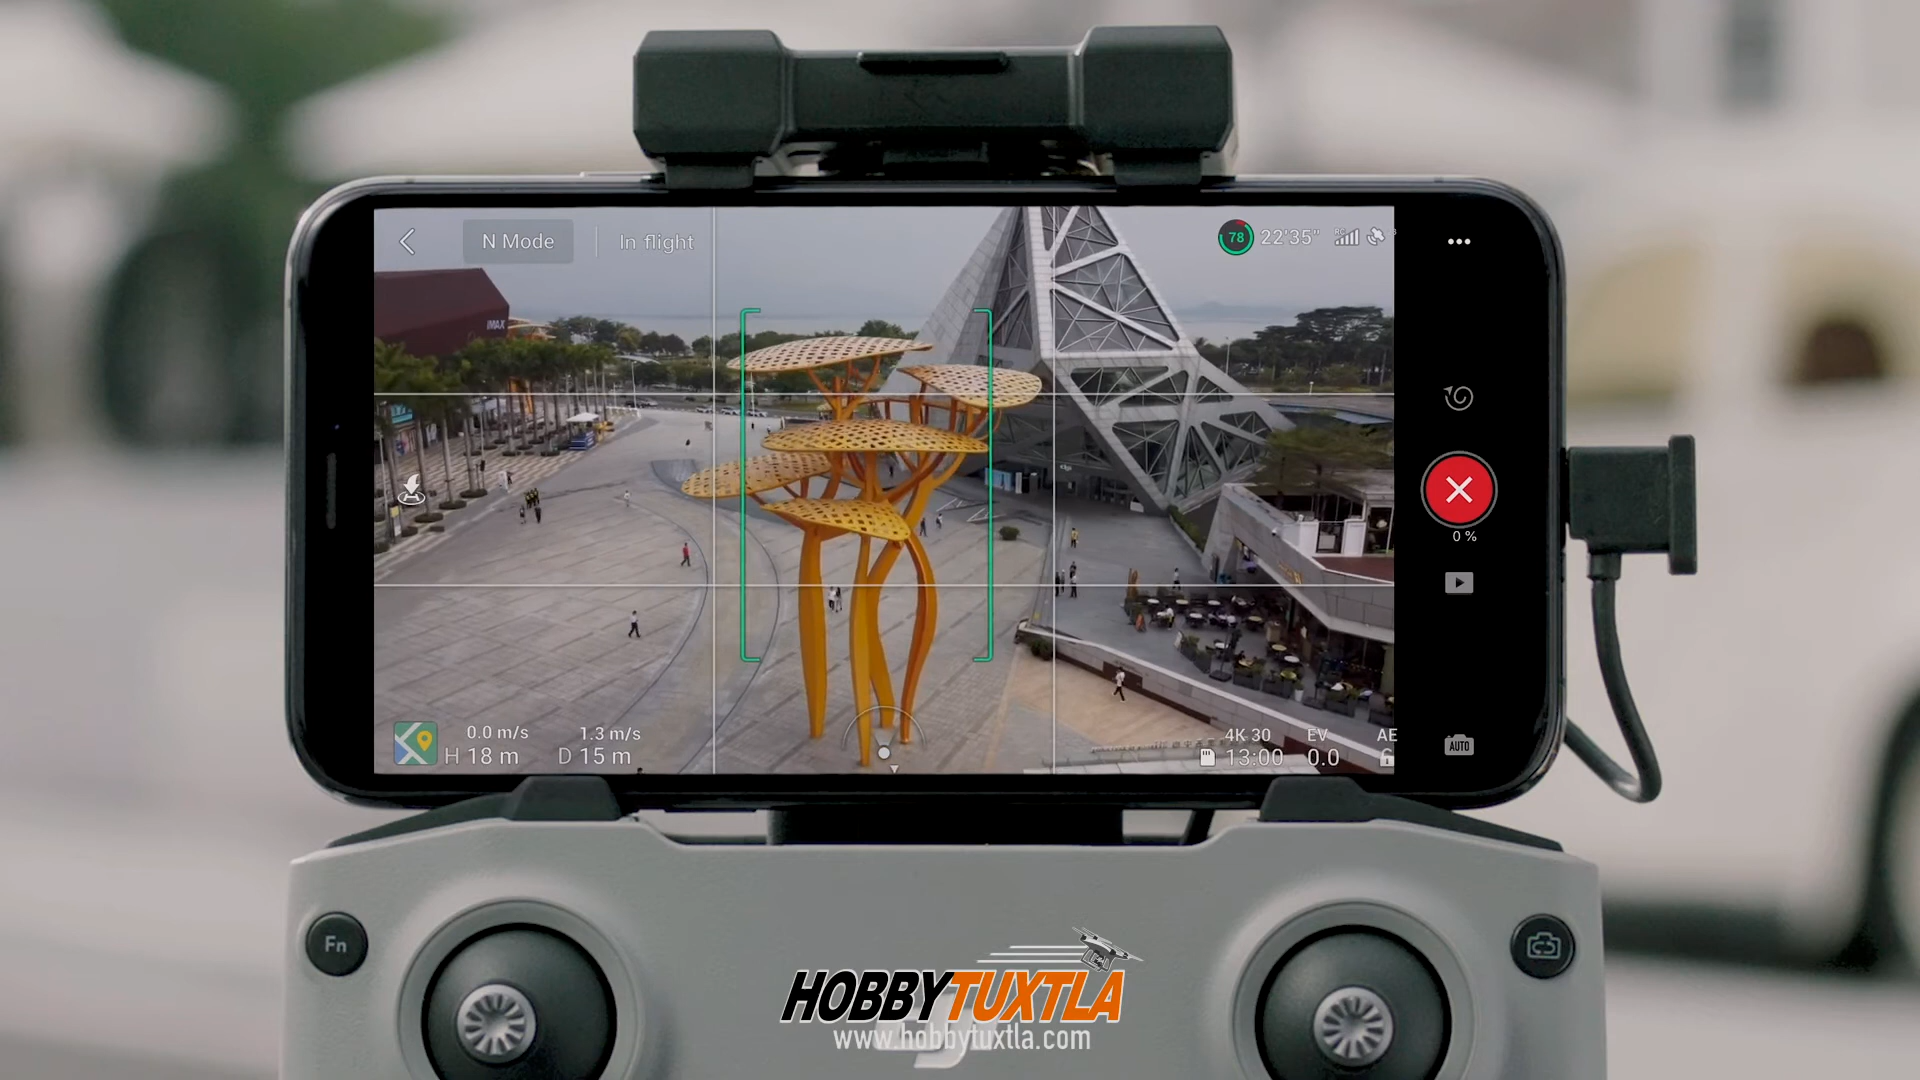 N Mode
In flight
78
22'35"
RC
IMAX
0 %
0.0 m/s
1.3 m/s
H 18 m
D 15 m
4K 30
EV
AE
13:00
0.0
AUTO
Fn
HOBBYTUXTLA
www.hobbytuxtla.com